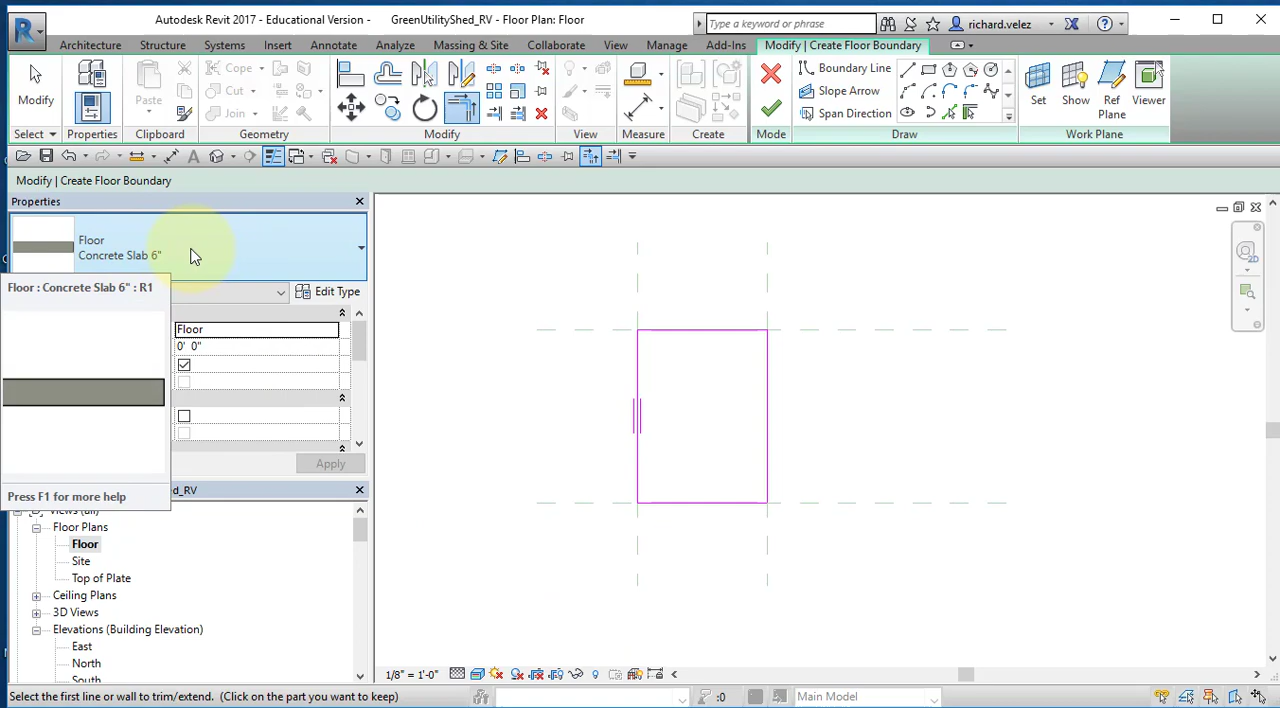 Autodesk Revit 2017 - Educational Version - GreenUtilityShed_RV - Floor Plan: Floor
Type a keyword or phrase
richard.velez
Architecture Structure Systems Insert Annotate Analyze Massing & Site Collaborate View Manage Add-Ins Modify | Create Floor Boundary
Modify
Paste
Cope
Cut
Join
Boundary Line
Slope Arrow
Span Direction
Set
Show
Ref
Plane
Viewer
Select Properties Clipboard Geometry Modify View Measure Create Mode Draw Work Plane
Modify | Create Floor Boundary
Properties
Floor
Concrete Slab 6"
Floor : Concrete Slab 6" : R1
Edit Type
Floor
0' 0"
Apply
Press F1 for more help
ed_RV
Views (all)
Floor Plans
Floor
Site
Top of Plate
Ceiling Plans
3D Views
Elevations (Building Elevation)
East
North
South
1/8" = 1'-0"
Select the first line or wall to trim/extend. (Click on the part you want to keep)
:0
Main Model
2D